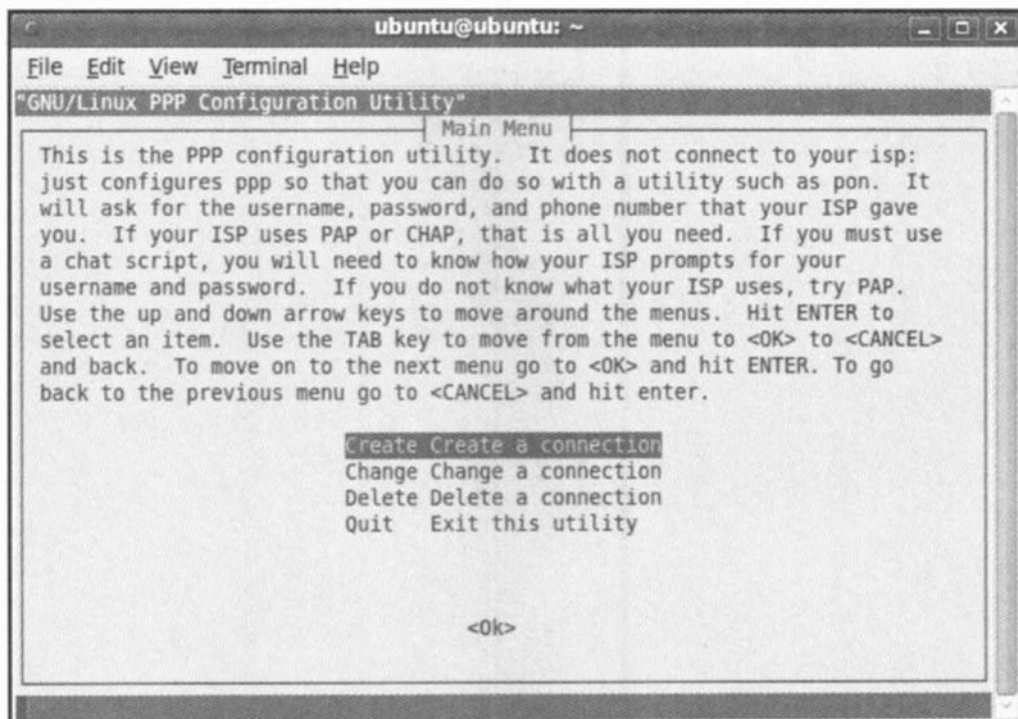 ubuntu@ubuntu: ~
File Edit View Terminal Help
"GNU/Linux PPP Configuration Utility"
Main Menu
This is the PPP configuration utility.  It does not connect to your isp:
just configures ppp so that you can do so with a utility such as pon.  It
will ask for the username, password, and phone number that your ISP gave
you.  If your ISP uses PAP or CHAP, that is all you need.  If you must use
a chat script, you will need to know how your ISP prompts for your
username and password.  If you do not know what your ISP uses, try PAP.
Use the up and down arrow keys to move around the menus.  Hit ENTER to
select an item.  Use the TAB key to move from the menu to <OK> to <CANCEL>
and back.  To move on to the next menu go to <OK> and hit ENTER. To go
back to the previous menu go to <CANCEL> and hit enter.
Create Create a connection
Change Change a connection
Delete Delete a connection
Quit   Exit this utility
<Ok>